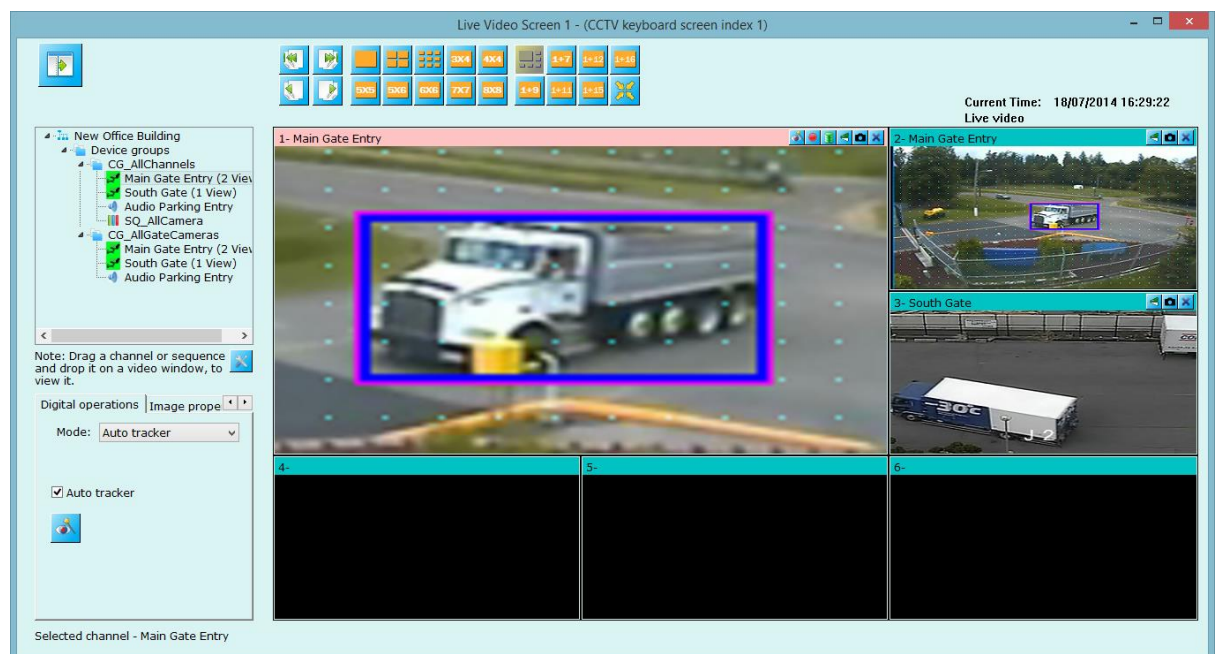 Live Video Screen 1 - (CCTV keyboard screen index 1)
3X4 4X4 1+7 1+12 1+16
5X5 5X6 6X6 7X7 8X8 1+9 1+11 1+15
Current Time: 18/07/2014 16:29:22
Live video
New Office Building
Device groups
CG_AllChannels
Main Gate Entry (2 View
South Gate (1 View)
Audio Parking Entry
SQ_AllCamera
CG_AllGateCameras
Main Gate Entry (2 View
South Gate (1 View)
Audio Parking Entry
Note: Drag a channel or sequence
and drop it on a video window, to
view it.
Digital operations Image prope
Mode: Auto tracker
Auto tracker
Selected channel - Main Gate Entry
1- Main Gate Entry
2- Main Gate Entry
3- South Gate
30c
J 2
4-
5-
6-